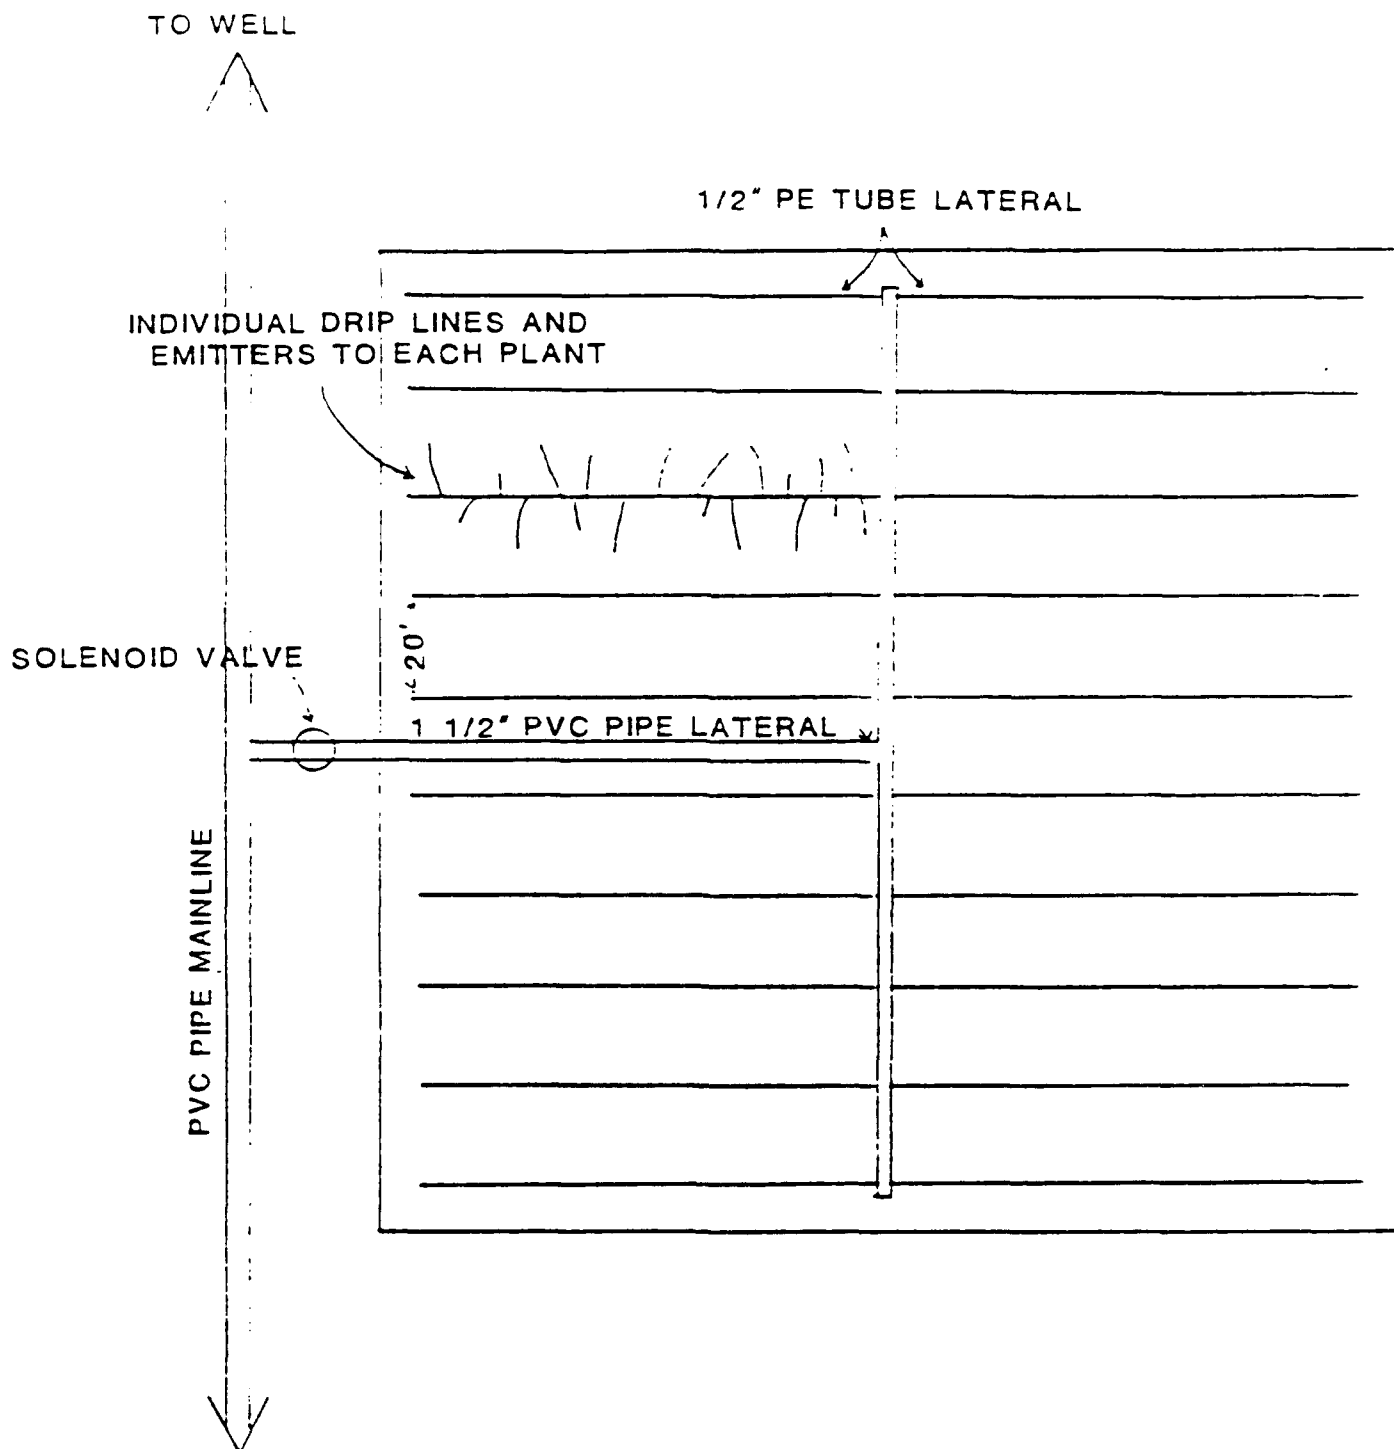 TO WELL
1/2" PE TUBE LATERAL
INDIVIDUAL DRIP LINES AND
EMITTERS TO EACH PLANT
20'
SOLENOID VALVE
1 1/2" PVC PIPE LATERAL
PVC PIPE MAINLINE